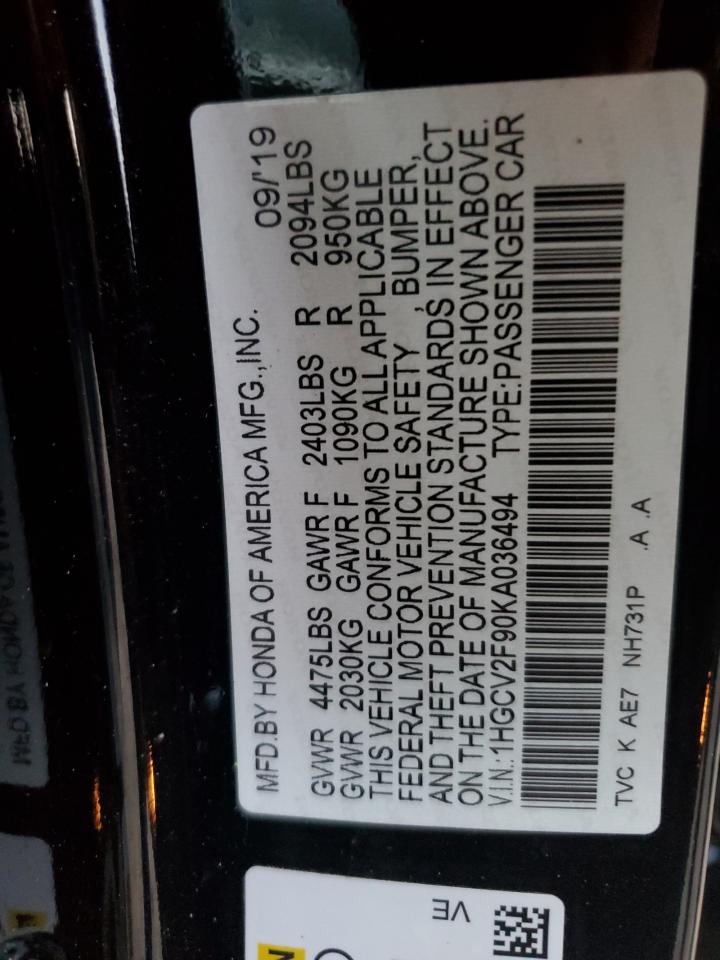 MFD.BY HONDA OF AMERICA MFG.,INC. 09/'19
GVWR 4475LBS GAWR F 2403LBS R 2094LBS
GVWR 2030KG GAWR F 1090KG R 950KG
THIS VEHICLE CONFORMS TO ALL APPLICABLE
FEDERAL MOTOR VEHICLE SAFETY , BUMPER,
AND THEFT PREVENTION STANDARDS IN EFFECT
ON THE DATE OF MANUFACTURE SHOWN ABOVE.
V.I.N.:1HGCV2F90KA036494 TYPE:PASSENGER CAR
TVC K AE7 NH731P .A .A
VE
N